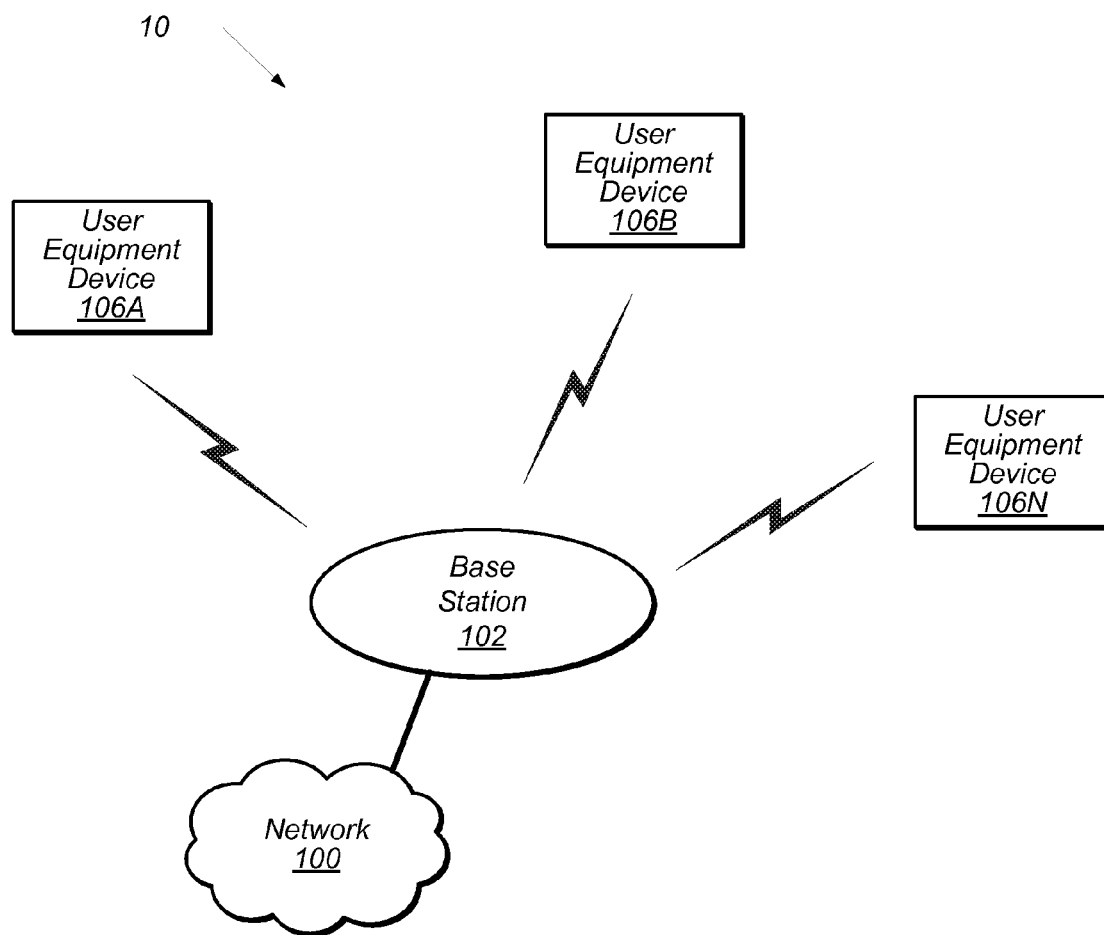 10
User
Equipment
Device
106B
User
Equipment
Device
106A
User
Equipment
Device
106N
Base
Station
102
Network
100